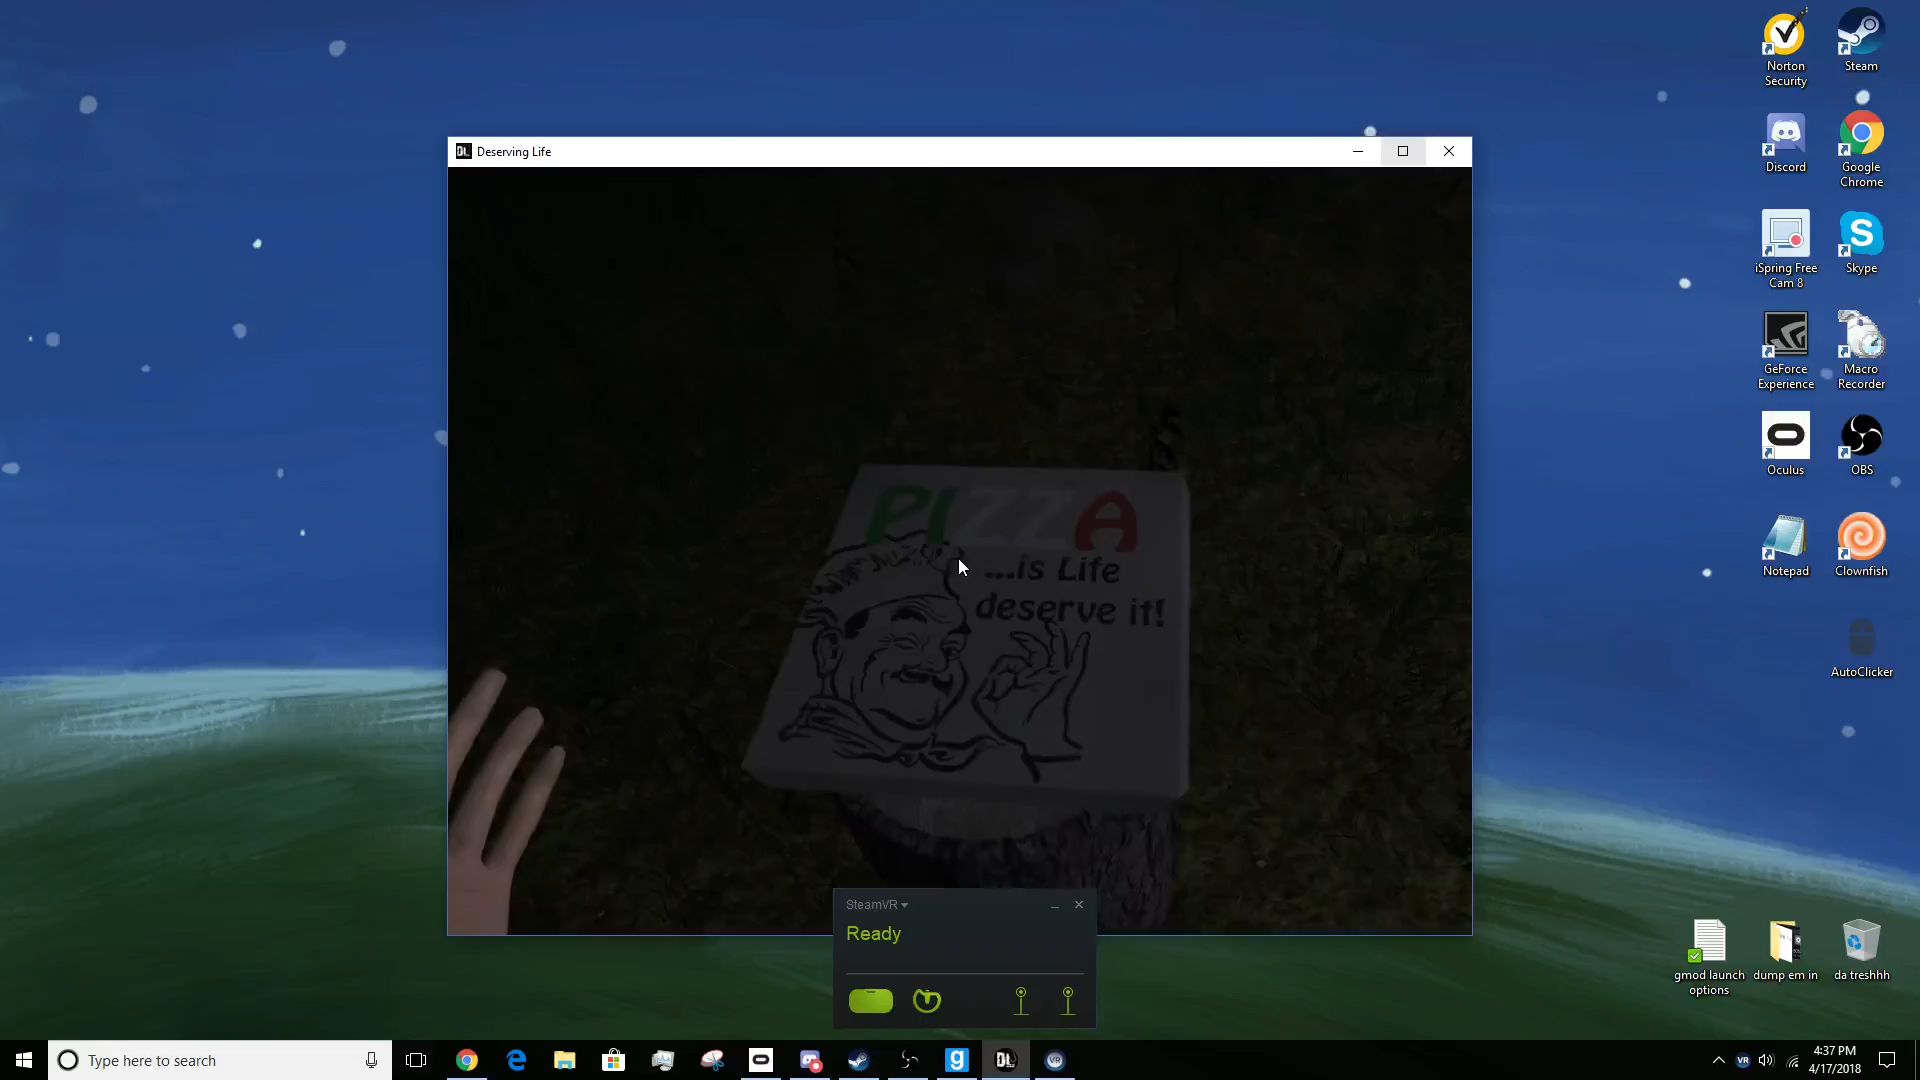 Deserving Life
PIZZA
...is Life
deserve it!
SteamVR
Ready
Norton
Security
Steam
Discord
Google
Chrome
iSpring Free
Cam 8
Skype
GeForce
Experience
Macro
Recorder
Oculus
OBS
Notepad
Clownfish
AutoClicker
gmod launch
options
dump em in
da treshhh
Type here to search
4:37 PM
4/17/2018